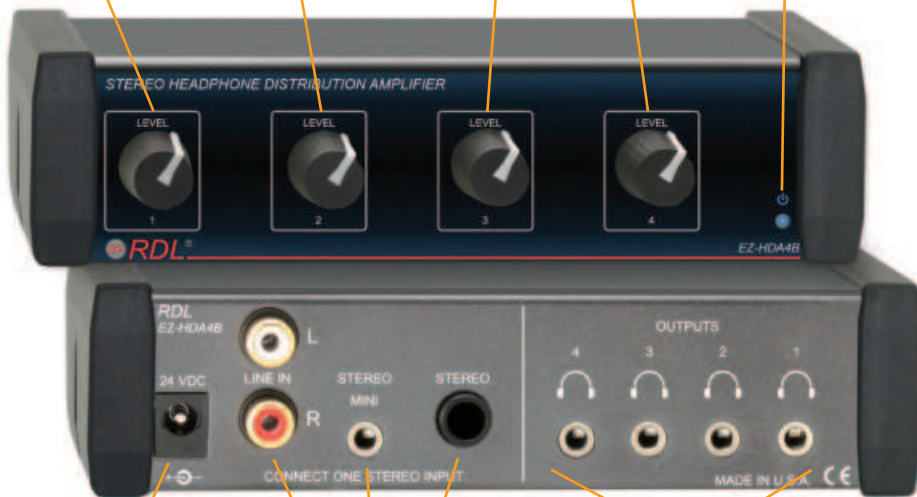 STEREO HEADPHONE DISTRIBUTION AMPLIFIER
LEVEL LEVEL LEVEL LEVEL
1 2 3 4
RDL®
EZ-HDA4B
RDL
EZ-HDA4B
L
OUTPUTS
4 3 2 1
24 VDC
LINE IN
STEREO
MINI
STEREO
R
CONNECT ONE STEREO INPUT
MADE IN U.S.A. CE